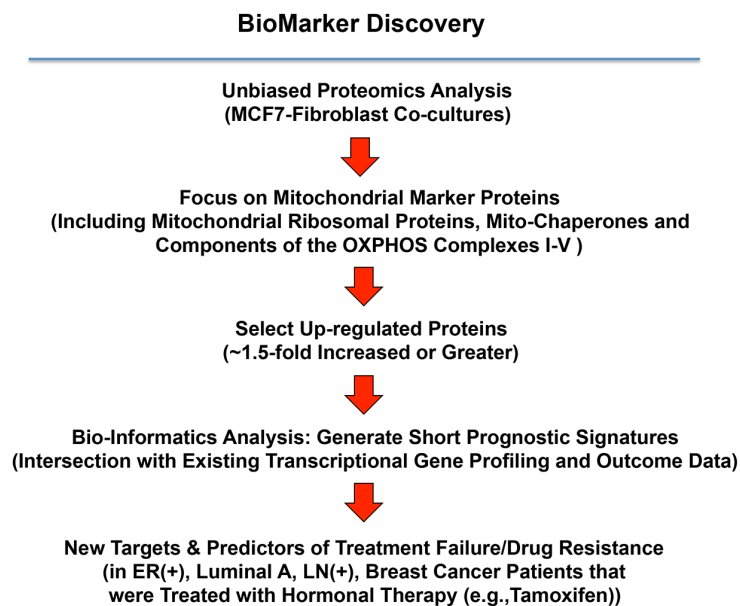 BioMarker Discovery
Unbiased Proteomics Analysis
(MCF7-Fibroblast Co-cultures)
Focus on Mitochondrial Marker Proteins
(Including Mitochondrial Ribosomal Proteins, Mito-Chaperones and
Components of the OXPHOS Complexes I-V )
Select Up-regulated Proteins
(~1.5-fold Increased or Greater)
Bio-Informatics Analysis: Generate Short Prognostic Signatures
(Intersection with Existing Transcriptional Gene Profiling and Outcome Data)
New Targets & Predictors of Treatment Failure/Drug Resistance
(in ER(+), Luminal A, LN(+), Breast Cancer Patients that
were Treated with Hormonal Therapy (e.g.,Tamoxifen))